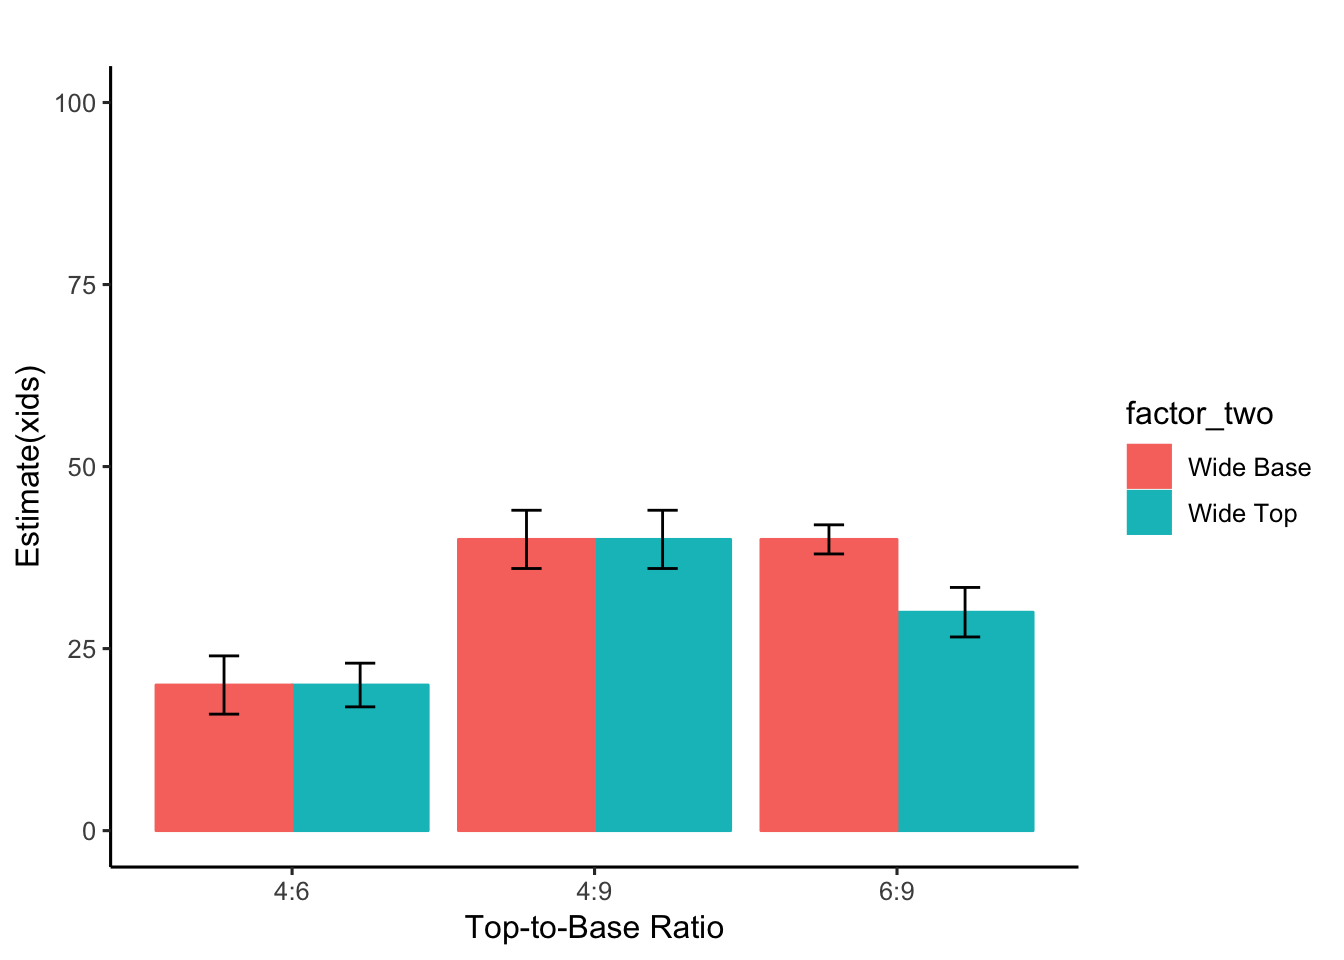 100
75
50
25
0
Estimate(xids)
4:6
4:9
6:9
Top-to-Base Ratio
factor_two
Wide Base
Wide Top